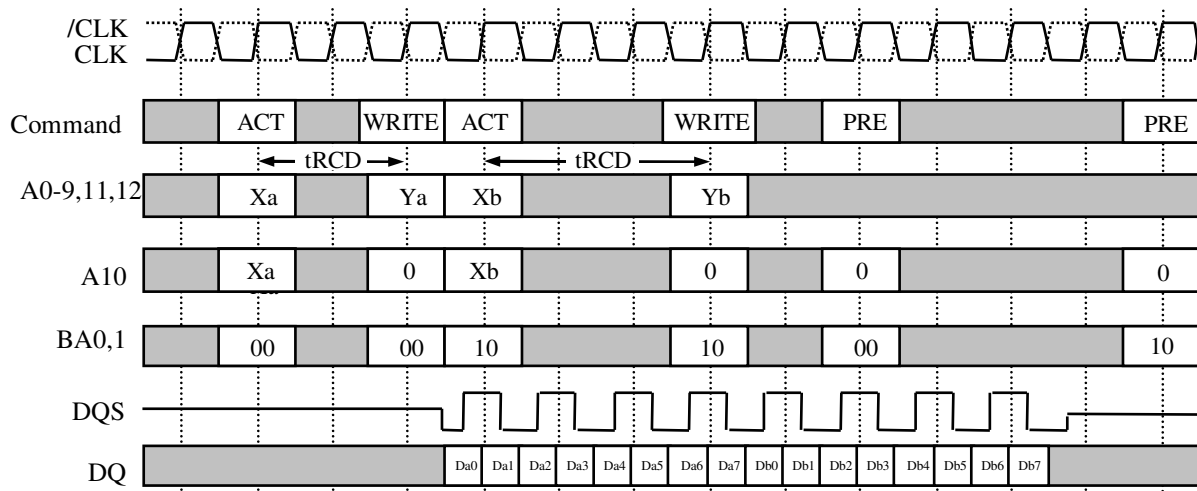 /CLK
CLK
Command ACT WRITE ACT WRITE PRE PRE
tRCD tRCD
A0-9,11,12 Xa Ya Xb Yb
A10 Xa 0 Xb 0 0 0
BA0,1 00 00 10 10 00 10
DQS
DQ Da0 Da1 Da2 Da3 Da4 Da5 Da6 Da7 Db0 Db1 Db2 Db3 Db4 Db5 Db6 Db7